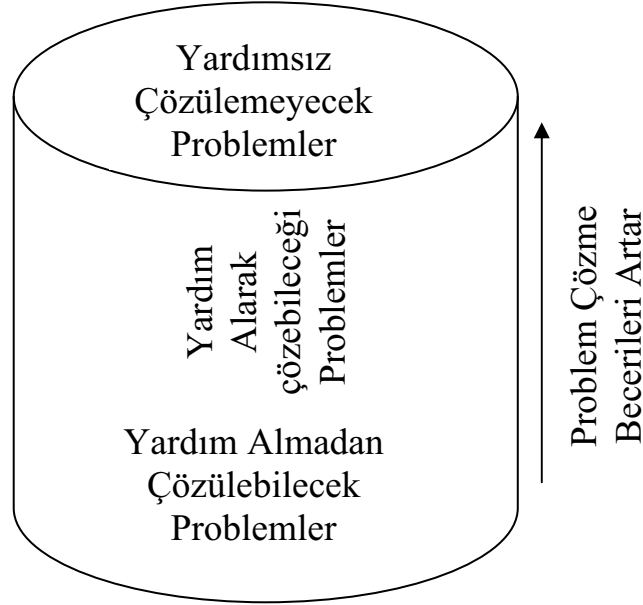 Yardımsız
Çözülemeyecek
Problemler
Yardım
Alarak
çözebileceği
Problemler
Yardım Almadan
Çözülebilecek
Problemler
Problem Çözme
Becerileri Artar